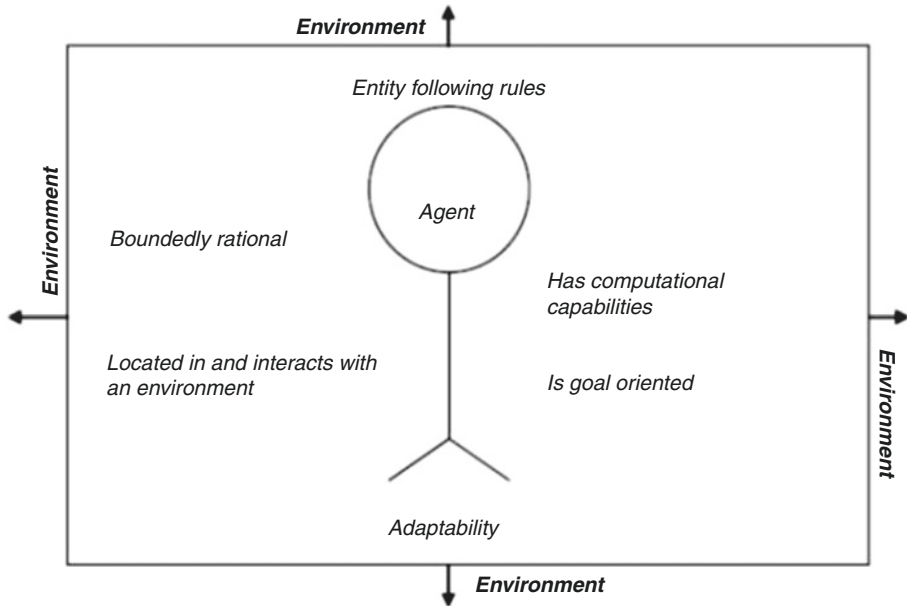 Environment
Entity following rules
Environment
Agent
Boundedly rational
Has computational
capabilities
Located in and interacts with
an environment
Is goal oriented
Environment
Adaptability
Environment